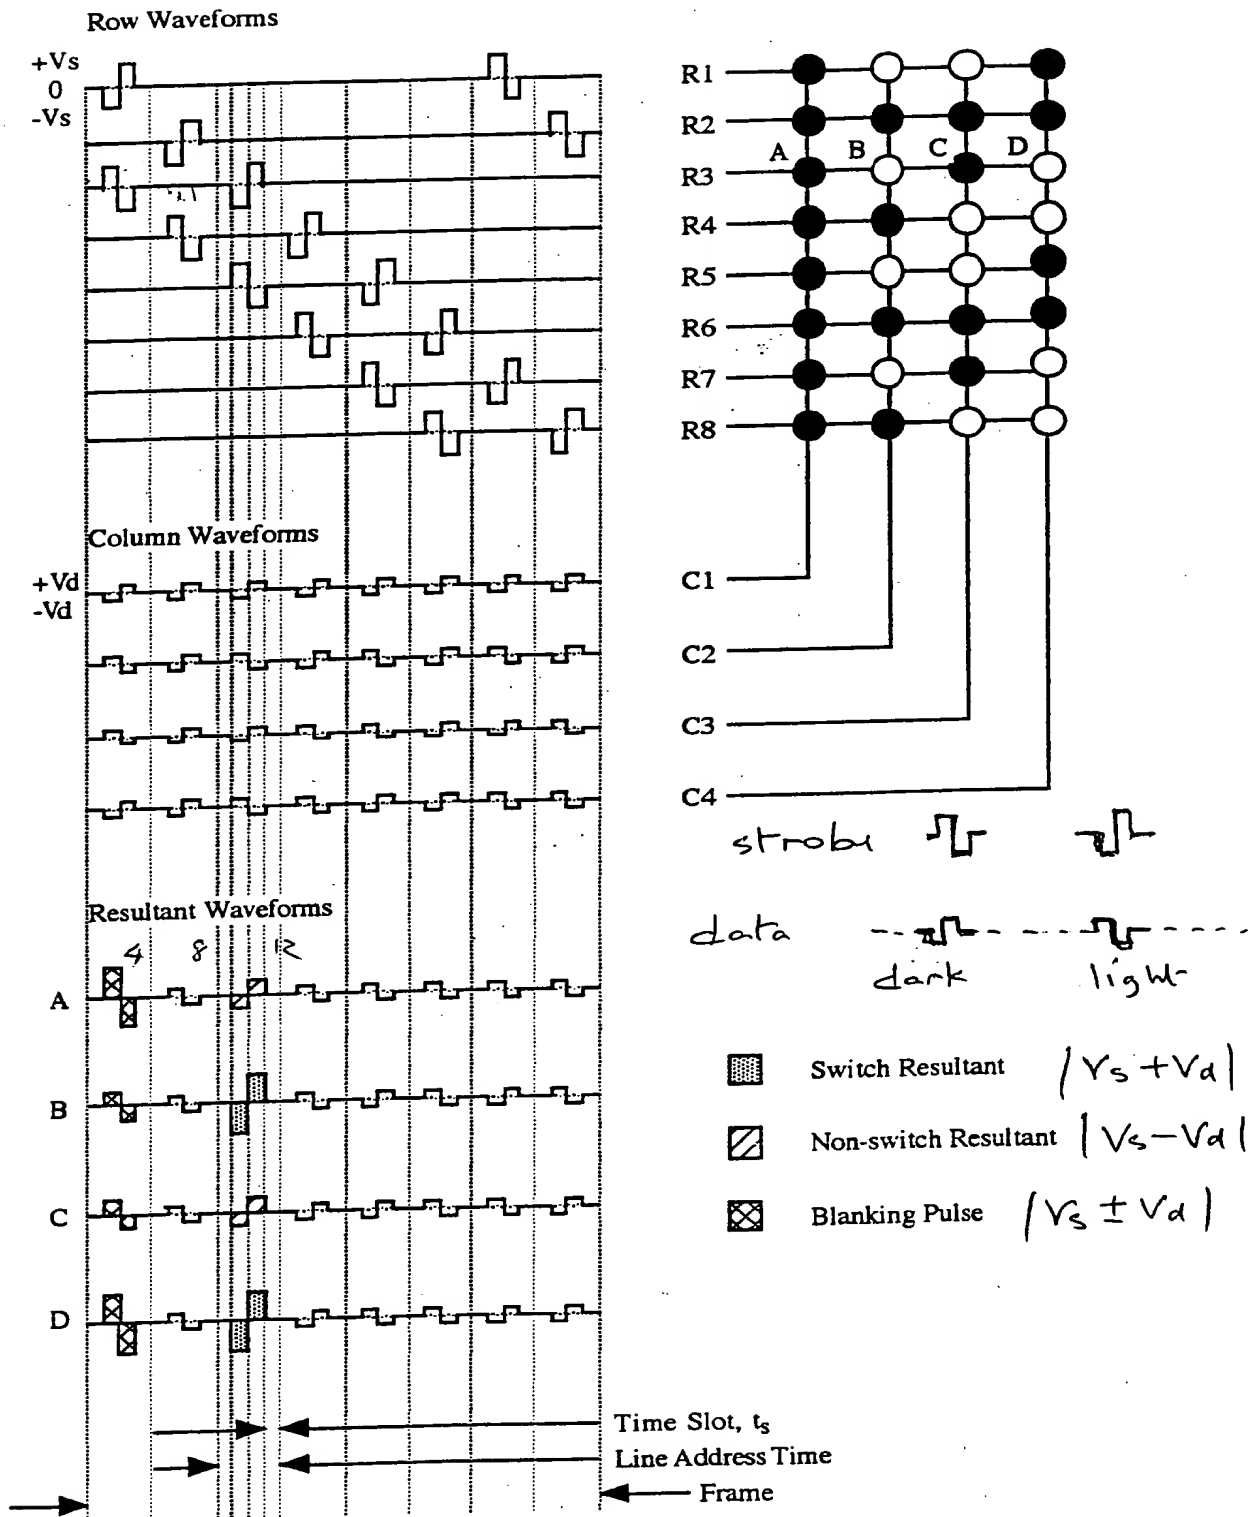 Row Waveforms
+Vs
0
-Vs
R1
R2
A B C D
R3
R4
R5
R6
R7
R8
Column Waveforms
+Vd
-Vd
C1
C2
C3
C4
strobe
data
dark light
Resultant Waveforms
4 8 12
A
B
C
D
Switch Resultant |Vs + Vd|
Non-switch Resultant |Vs - Vd|
Blanking Pulse |Vs ± Vd|
Time Slot, ts
Line Address Time
Frame